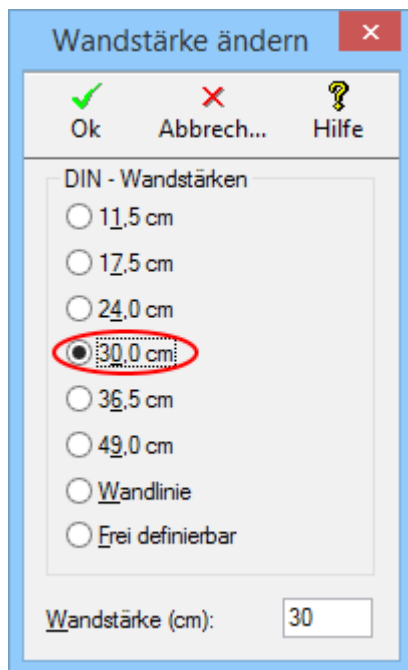 Wandstärke ändern
Ok Abbrech... Hilfe
DIN - Wandstärken
11,5 cm
17,5 cm
24,0 cm
30,0 cm
36,5 cm
49,0 cm
Wandlinie
Frei definierbar
Wandstärke (cm): 30